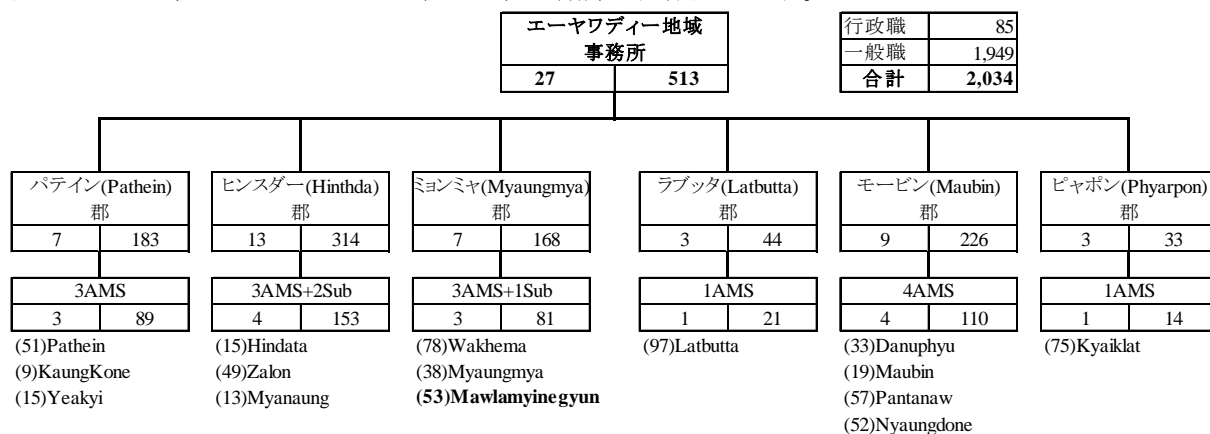 エーヤワディー地域
事務所
27 513
行政職 85
一般職 1,949
合計 2,034
パテイン(Pathein)
郡
7 183
ヒンスダー(Hinthda)
郡
13 314
ミョンミャ(Myaungmya)
郡
7 168
ラブッタ(Latbutta)
郡
3 44
モービン(Maubin)
郡
9 226
ピャポン(Phyarpon)
郡
3 33
3AMS
3 89
3AMS+2Sub
4 153
3AMS+1Sub
3 81
1AMS
1 21
4AMS
4 110
1AMS
1 14
(51)Pathein
(9)KaungKone
(15)Yeakyi
(15)Hindata
(49)Zalon
(13)Myanaung
(78)Wakhema
(38)Myaungmya
(53)Mawlamyinegyun
(97)Latbutta
(33)Danuphyu
(19)Maubin
(57)Pantanaw
(52)Nyaungdone
(75)Kyaiklat